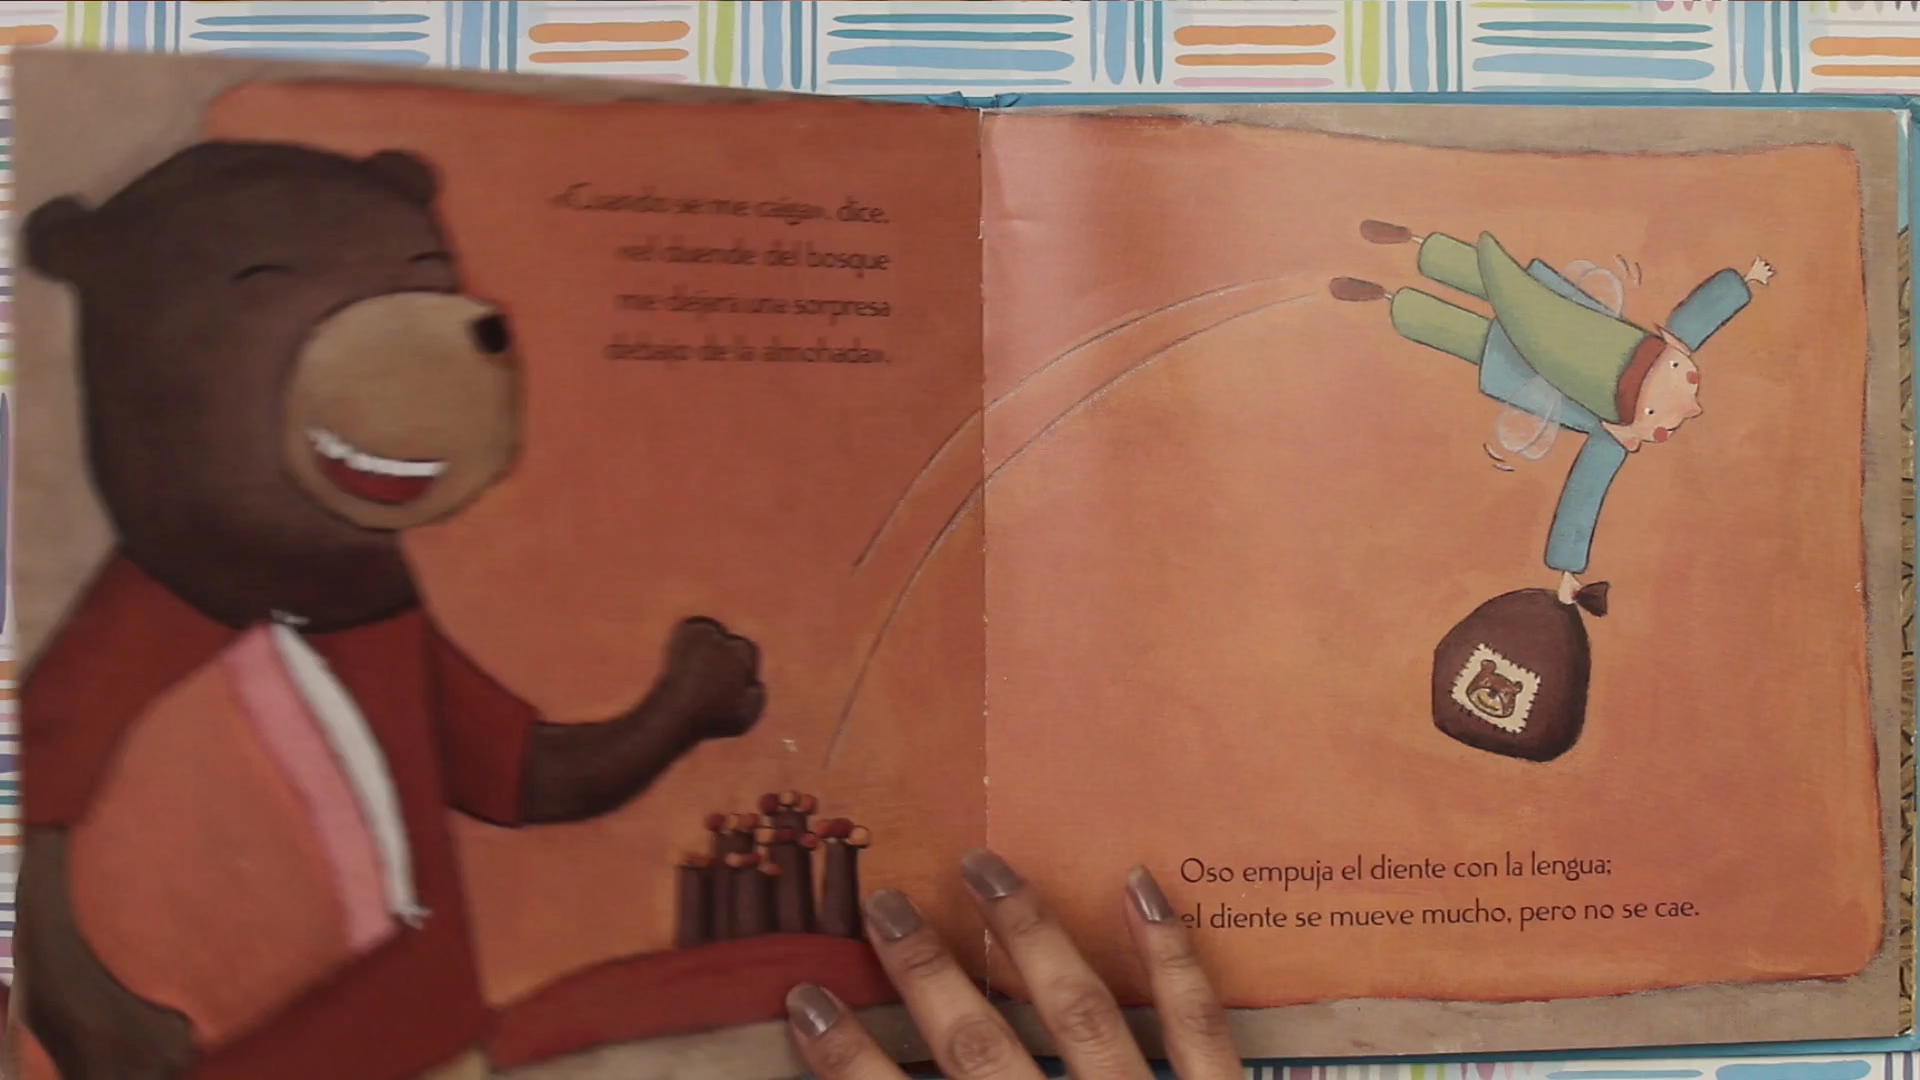 «Cuando se me caiga», dice,
«el duende del bosque
me dejará una sorpresa
debajo de la almohada».
Oso empuja el diente con la lengua;
el diente se mueve mucho, pero no se cae.